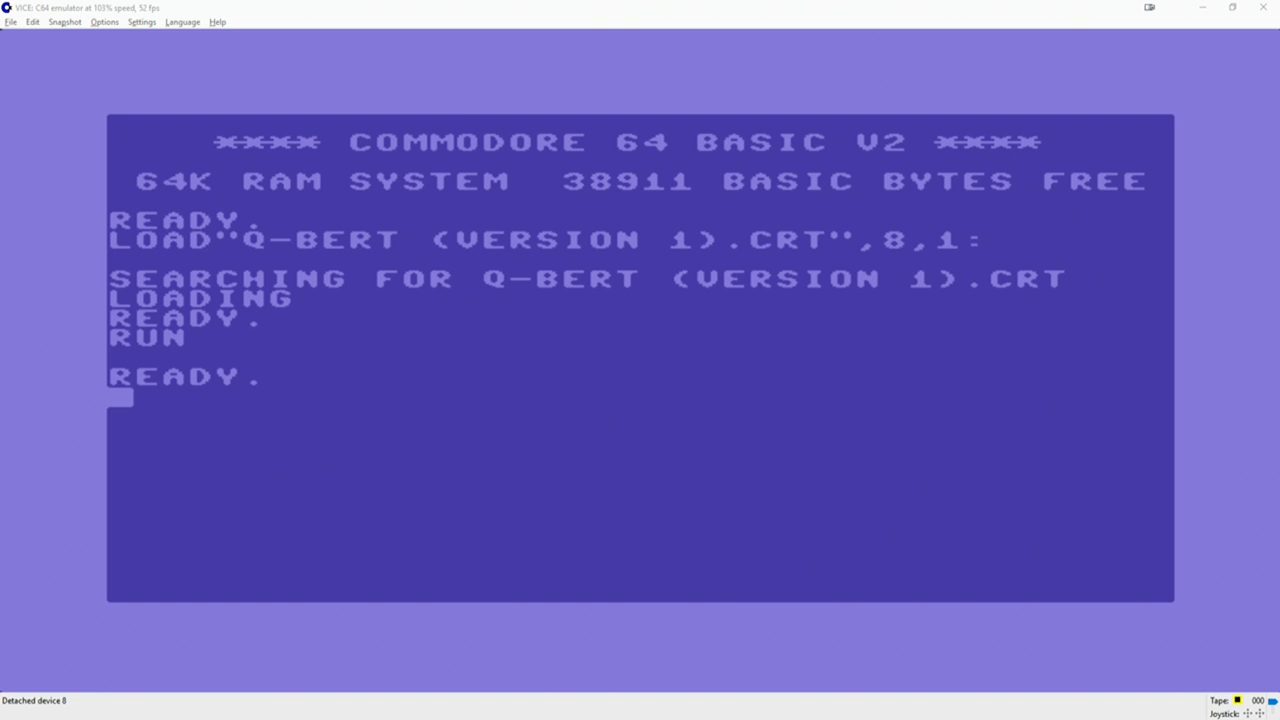 VICE: C64 emulator at 103% speed, 52 fps
File Edit Snapshot Options Settings Language Help
**** COMMODORE 64 BASIC V2 ****
64K RAM SYSTEM 38911 BASIC BYTES FREE
READY.
LOAD"Q-BERT (VERSION 1).CRT",8,1:
SEARCHING FOR Q-BERT (VERSION 1).CRT
LOADING
READY.
RUN
READY.
Detached device 8
Tape: 000
Joystick: